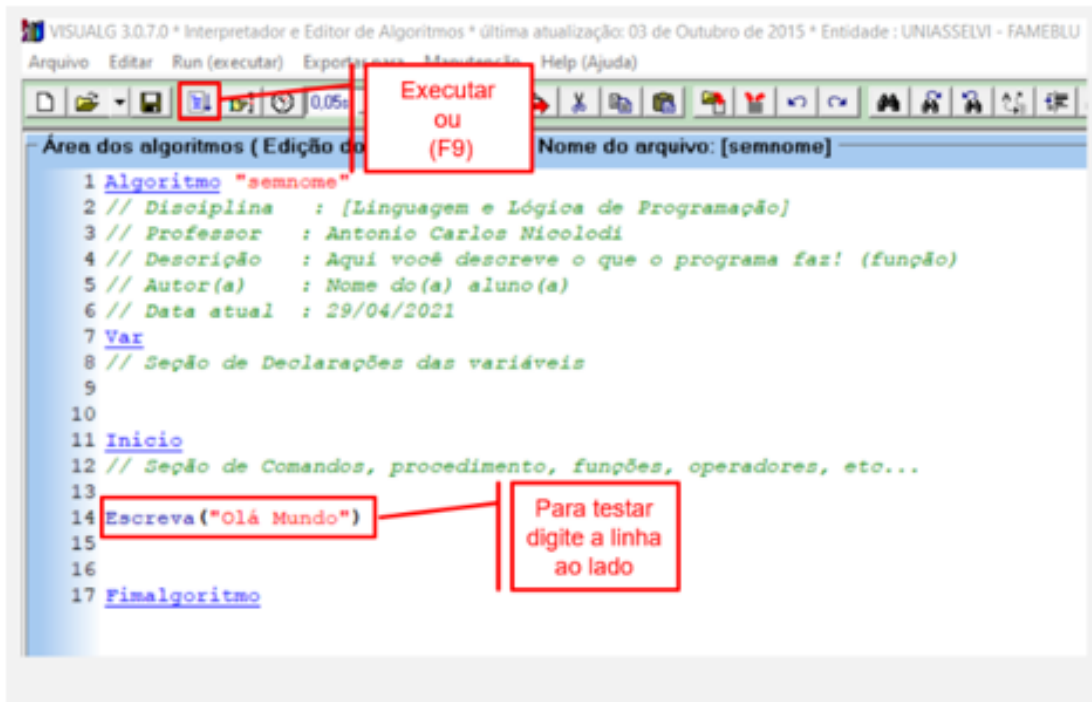 VISUALG 3.0.7.0 * Interpretador e Editor de Algoritmos * última atualização: 03 de Outubro de 2015 * Entidade : UNIASSELVI - FAMEBLU
Arquivo Editar Run (executar) Exportar para Manutenção Help (Ajuda)
0,05s
Executar
ou
(F9)
Área dos algoritmos ( Edição do Nome do arquivo: [semnome]
1 Algoritmo "semnome"
2 // Disciplina : [Linguagem e Lógica de Programação]
3 // Professor : Antonio Carlos Nicolodi
4 // Descrição : Aqui você descreve o que o programa faz! (função)
5 // Autor(a) : Nome do(a) aluno(a)
6 // Data atual : 29/04/2021
7 Var
8 // Seção de Declarações das variáveis
9
10
11 Inicio
12 // Seção de Comandos, procedimento, funções, operadores, etc...
13
14 Escreva("Olá Mundo")
15
16
17 Fimalgoritmo
Para testar
digite a linha
ao lado